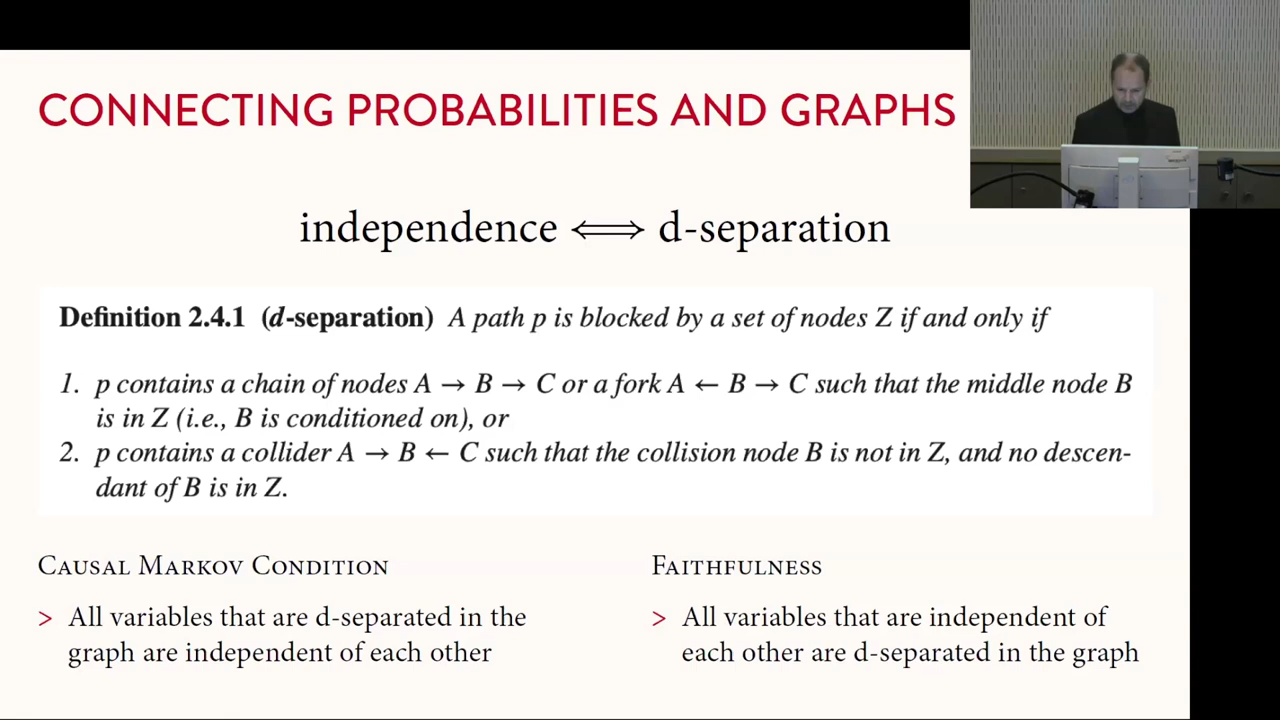 CONNECTING PROBABILITIES AND GRAPHS
independence ⟺ d-separation
Definition 2.4.1 (d-separation) A path p is blocked by a set of nodes Z if and only if
1. p contains a chain of nodes A → B → C or a fork A ← B → C such that the middle node B
is in Z (i.e., B is conditioned on), or
2. p contains a collider A → B ← C such that the collision node B is not in Z, and no descen-
dant of B is in Z.
CAUSAL MARKOV CONDITION
> All variables that are d-separated in the
graph are independent of each other
FAITHFULNESS
> All variables that are independent of
each other are d-separated in the graph